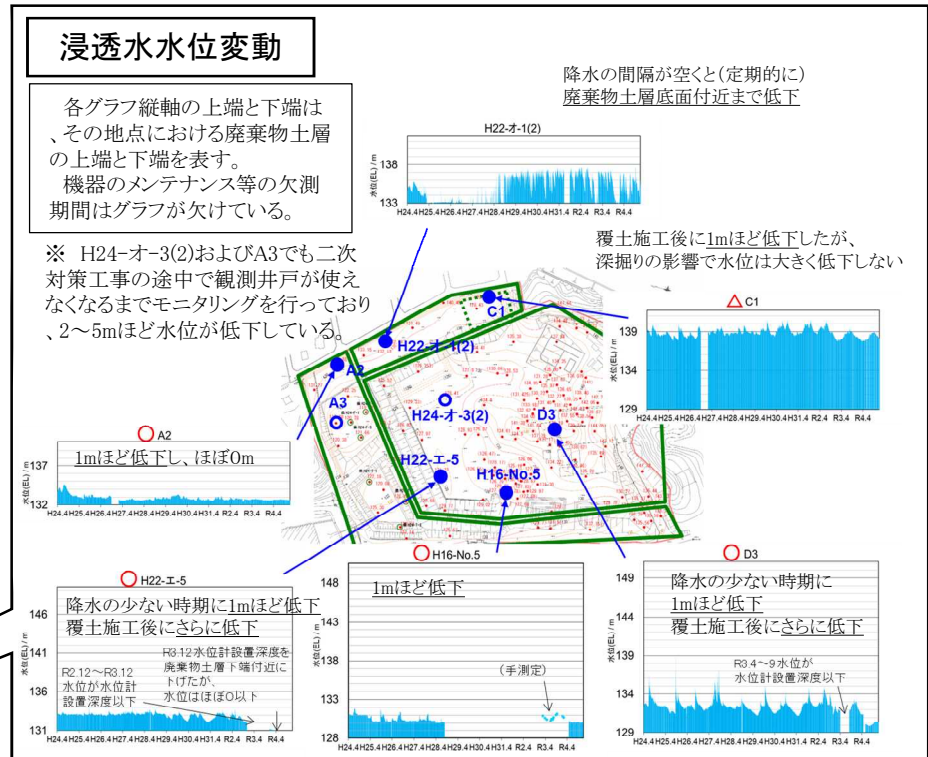 浸透水水位変動
各グラフ縦軸の上端と下端は
、その地点における廃棄物土層
の上端と下端を表す。
機器のメンテナンス等の欠測
期間はグラフが欠けている。
※ H24-オ-3(2)およびA3でも二次
対策工事の途中で観測井戸が使え
なくなるまでモニタリングを行っており
、2～5mほど水位が低下している。
降水の間隔が空くと(定期的に)
廃棄物土層底面付近まで低下
H22-オ-1(2)
水位(EL)/m
138
133
H24.4 H25.4 H26.4 H27.4 H28.4 H29.4 H30.4 H31.4 R2.4 R3.4 R4.4
覆土施工後に1mほど低下したが、
深掘りの影響で水位は大きく低下しない
△ C1
水位(EL)/m
139
134
129
H24.4 H25.4 H26.4 H27.4 H28.4 H29.4 H30.4 H31.4 R2.4 R3.4 R4.4
C1
H22-オ-1(2)
A2
A3
H24-オ-3(2)
D3
H22-エ-5
H16-No.5
○ A2
1mほど低下し、ほぼ0m
水位(EL)/m
137
132
H24.4 H25.4 H26.4 H27.4 H28.4 H29.4 H30.4 H31.4 R2.4 R3.4 R4.4
○ H22-エ-5
降水の少ない時期に1mほど低下
覆土施工後にさらに低下
R3.12水位計設置深度を
廃棄物土層下端付近に
下げたが、
水位はほぼ0以下
R2.12～R3.12
水位が水位計
設置深度以下
水位(EL)/m
146
141
136
131
H24.4 H25.4 H26.4 H27.4 H28.4 H29.4 H30.4 H31.4 R2.4 R3.4 R4.4
○ H16-No.5
1mほど低下
(手測定)
水位(EL)/m
148
143
138
133
128
H24.4 H25.4 H26.4 H27.4 H28.4 H29.4 H30.4 H31.4 R2.4 R3.4 R4.4
○ D3
降水の少ない時期に
1mほど低下
覆土施工後にさらに低下
R3.4～9水位が
水位計設置深度以下
水位(EL)/m
149
144
139
134
129
H24.4 H25.4 H26.4 H27.4 H28.4 H29.4 H30.4 H31.4 R2.4 R3.4 R4.4